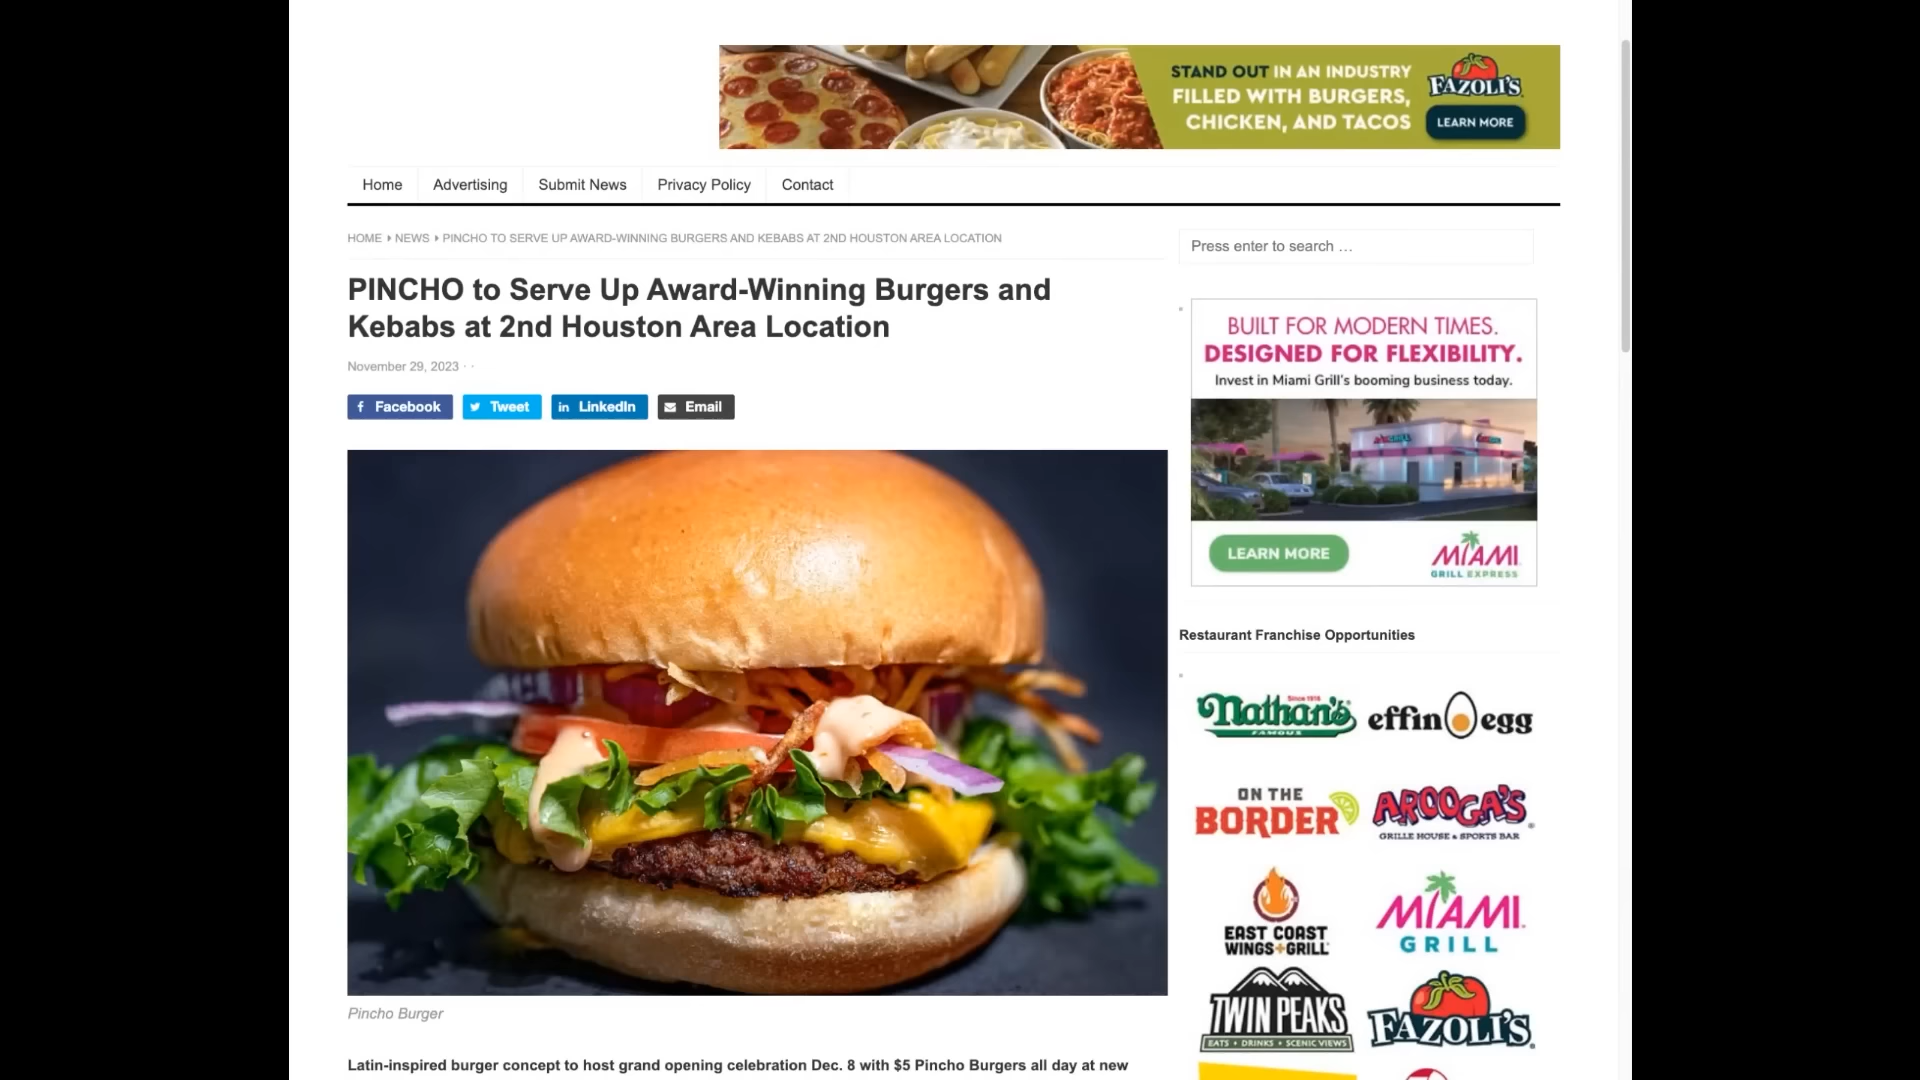 STAND OUT IN AN INDUSTRY
FILLED WITH BURGERS,
CHICKEN, AND TACOS
FAZOLI'S
LEARN MORE
Home
Advertising
Submit News
Privacy Policy
Contact
HOME NEWS PINCHO TO SERVE UP AWARD-WINNING BURGERS AND KEBABS AT 2ND HOUSTON AREA LOCATION
PINCHO to Serve Up Award-Winning Burgers and
Kebabs at 2nd Houston Area Location
November 29, 2023 · ·
Facebook
Tweet
LinkedIn
Email
Pincho Burger
Latin-inspired burger concept to host grand opening celebration Dec. 8 with $5 Pincho Burgers all day at new
Press enter to search ...
BUILT FOR MODERN TIMES.
DESIGNED FOR FLEXIBILITY.
Invest in Miami Grill's booming business today.
LEARN MORE
MIAMI
GRILL EXPRESS
Restaurant Franchise Opportunities
Since 1916
Nathan's
FAMOUS
effin egg
ON THE
BORDER
AROOGA'S
GRILLE HOUSE & SPORTS BAR
EAST COAST
WINGS+GRILL
MIAMI
GRILL
TWIN PEAKS
EATS • DRINKS • SCENIC VIEWS
FAZOLI'S